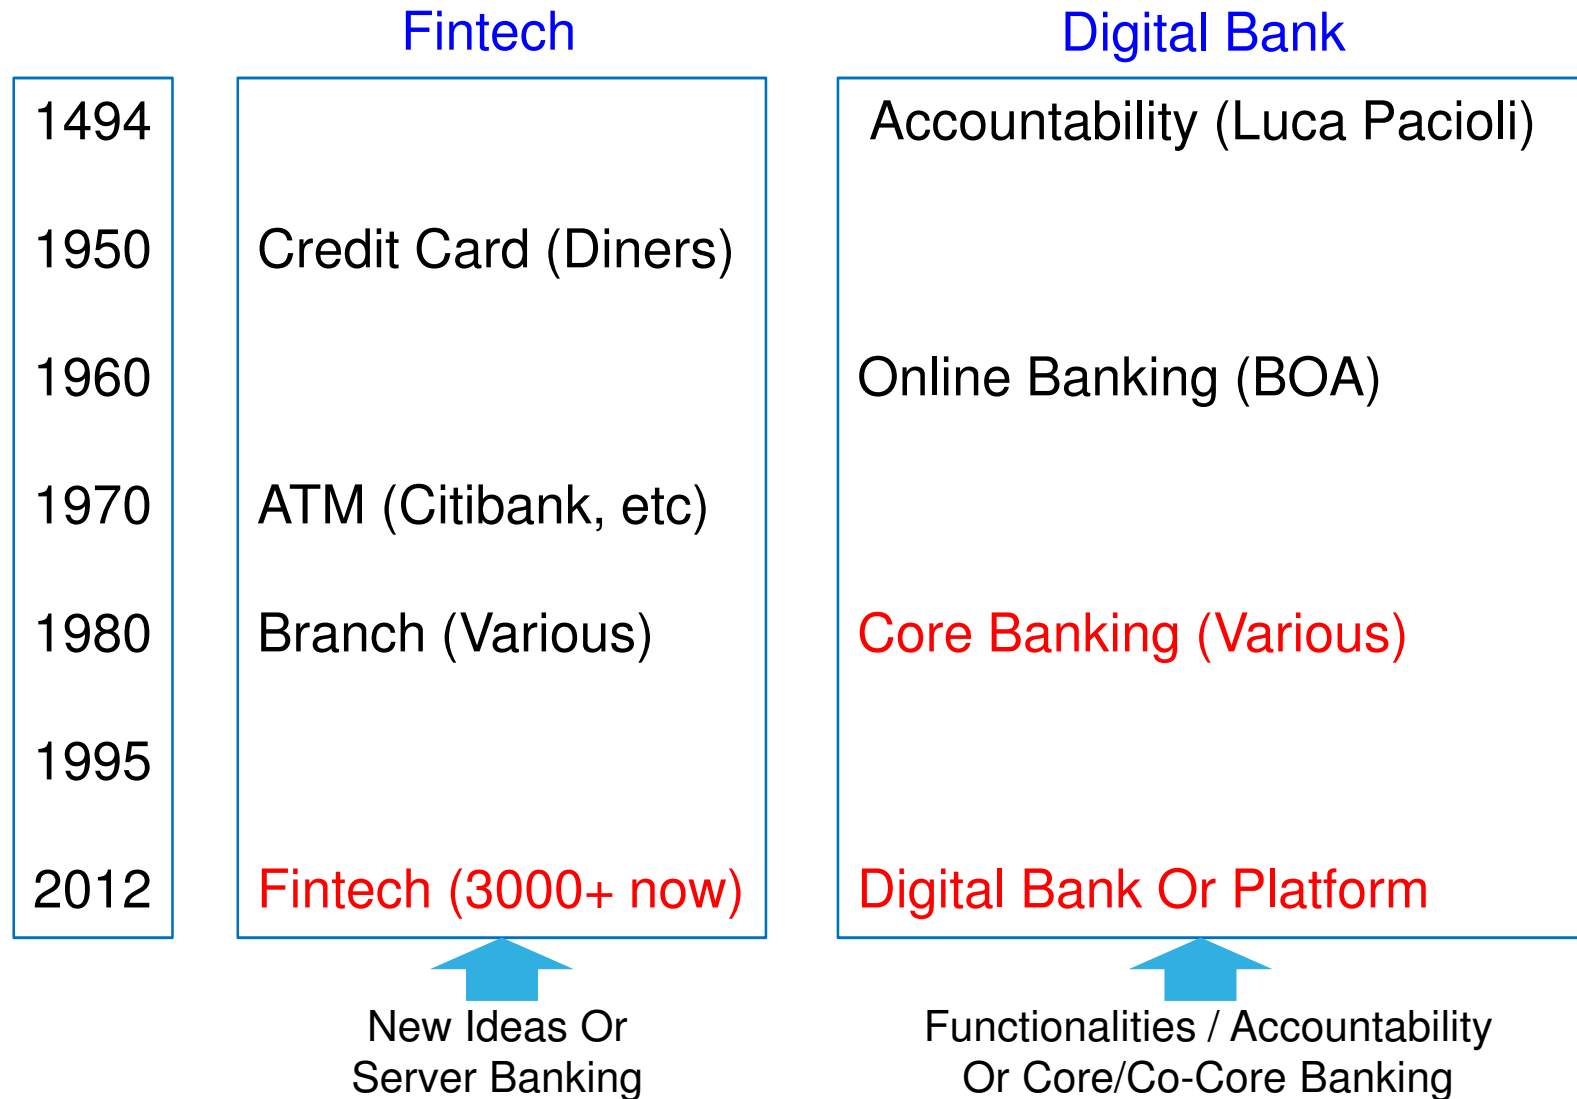 Fintech Digital Bank
1494 Accountability (Luca Pacioli)
1950 Credit Card (Diners)
1960 Online Banking (BOA)
1970 ATM (Citibank, etc)
1980 Branch (Various) Core Banking (Various)
1995
2012 Fintech (3000+ now) Digital Bank Or Platform
New Ideas Or
Server Banking
Functionalities / Accountability
Or Core/Co-Core Banking